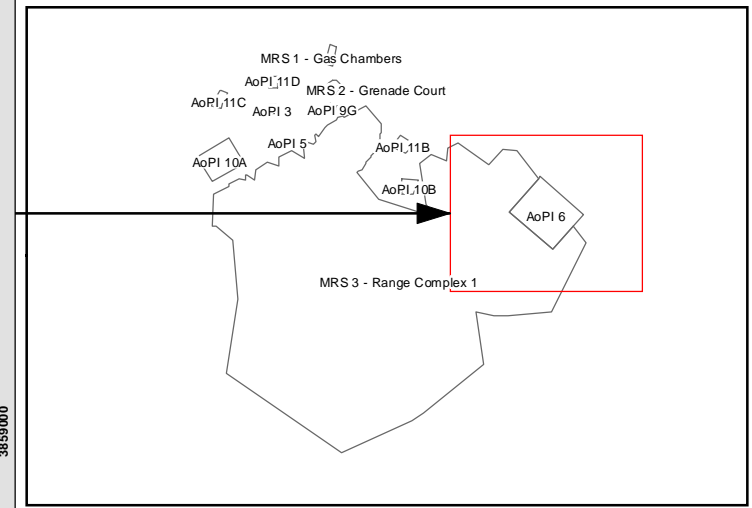 MRS 1 - Gas Chambers
AoPI 11D
MRS 2 - Grenade Court
AoPI 11C
AoPI 3
AoPI 9G
AoPI 5
AoPI 11B
AoPI 10A
AoPI 10B
AoPI 6
MRS 3 - Range Complex 1
3859000